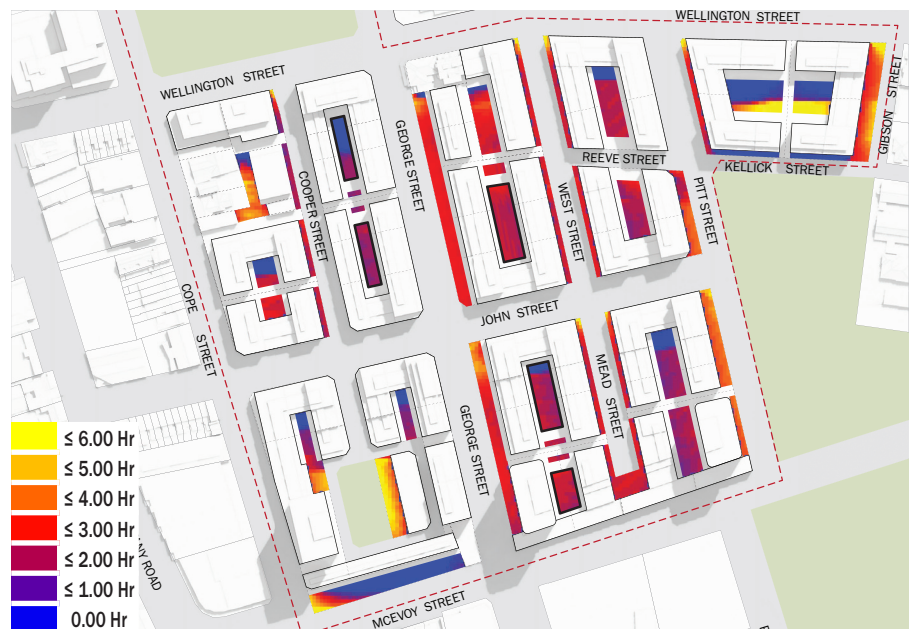 WELLINGTON STREET
WELLINGTON STREET
GIBSON STREET
GEORGE STREET
REEVE STREET
KELLICK STREET
COOPER STREET
WEST STREET
PITT STREET
COPE STREET
JOHN STREET
MEAD STREET
GEORGE STREET
≤ 6.00 Hr
≤ 5.00 Hr
≤ 4.00 Hr
≤ 3.00 Hr
≤ 2.00 Hr
≤ 1.00 Hr
0.00 Hr
NY ROAD
MCEVOY STREET